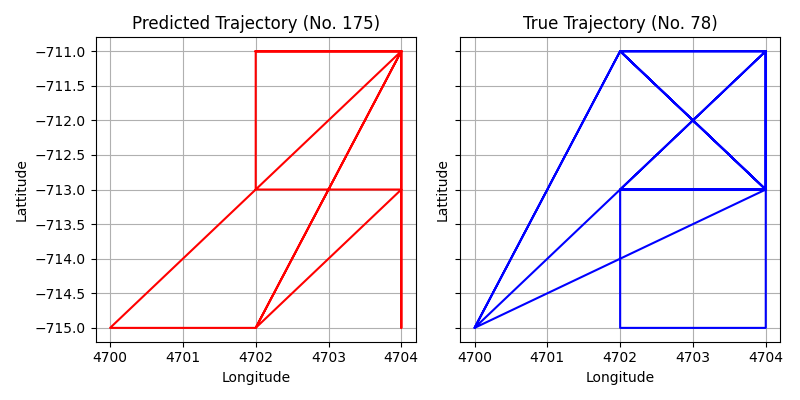 Predicted Trajectory (No. 175)
True Trajectory (No. 78)
−711.0
−711.5
−712.0
−712.5
−713.0
−713.5
−714.0
−714.5
−715.0
Lattitude
Lattitude
4700 4701 4702 4703 4704
4700 4701 4702 4703 4704
Longitude
Longitude